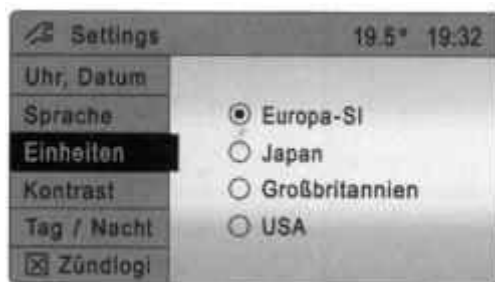 Settings 19.5° 19:32
Uhr, Datum
Sprache
Einheiten
Kontrast
Tag / Nacht
Zündlogi
Europa-SI
Japan
Großbritannien
USA